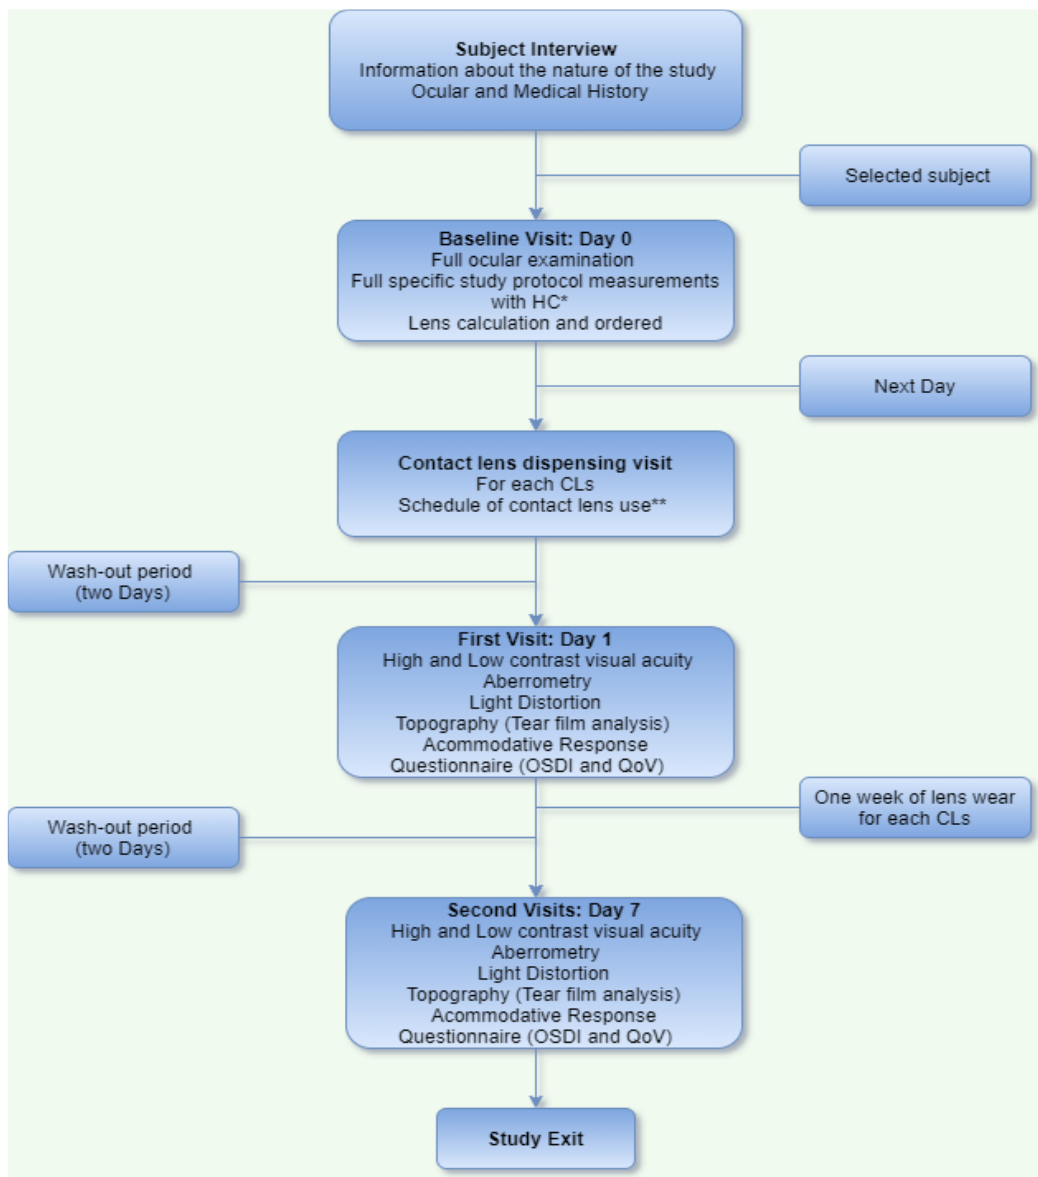 Subject Interview
Information about the nature of the study
Ocular and Medical History
Selected subject
Baseline Visit: Day 0
Full ocular examination
Full specific study protocol measurements
with HC*
Lens calculation and ordered
Next Day
Contact lens dispensing visit
For each CLs
Schedule of contact lens use**
Wash-out period
(two Days)
First Visit: Day 1
High and Low contrast visual acuity
Aberrometry
Light Distortion
Topography (Tear film analysis)
Acommodative Response
Questionnaire (OSDI and QoV)
One week of lens wear
for each CLs
Wash-out period
(two Days)
Second Visits: Day 7
High and Low contrast visual acuity
Aberrometry
Light Distortion
Topography (Tear film analysis)
Acommodative Response
Questionnaire (OSDI and QoV)
Study Exit